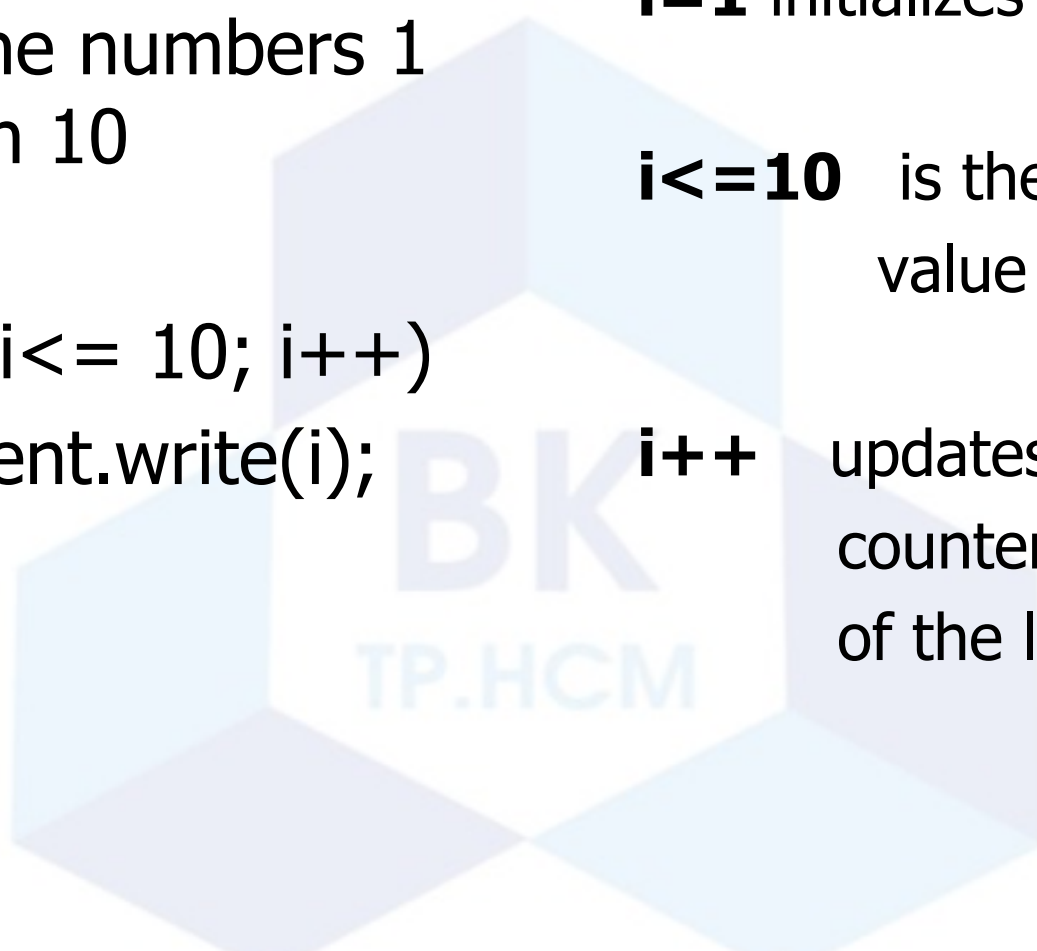 he numbers 1
h 10
i<= 10; i++)
ent.write(i);
i=1 initializes
i<=10 is the
value
i++ updates
counter
of the l
BK
TP.HCM